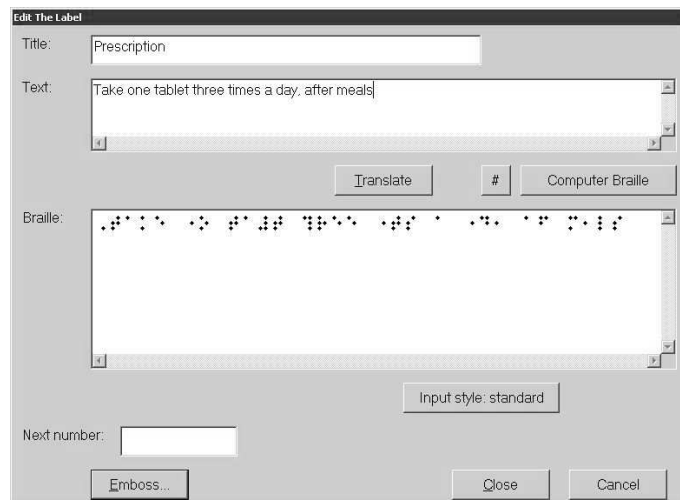 Edit The Label
Title: Prescription
Text: Take one tablet three times a day, after meals
Translate # Computer Braille
Braille: ⠠⠞⠁⠅⠑ ⠐⠕ ⠞⠁⠼⠞ ⠹⠗⠑⠑ ⠐⠞⠎ ⠁ ⠐⠙⠂ ⠁⠋ ⠍⠂⠇⠎
Input style: standard
Next number:
Emboss... Close Cancel